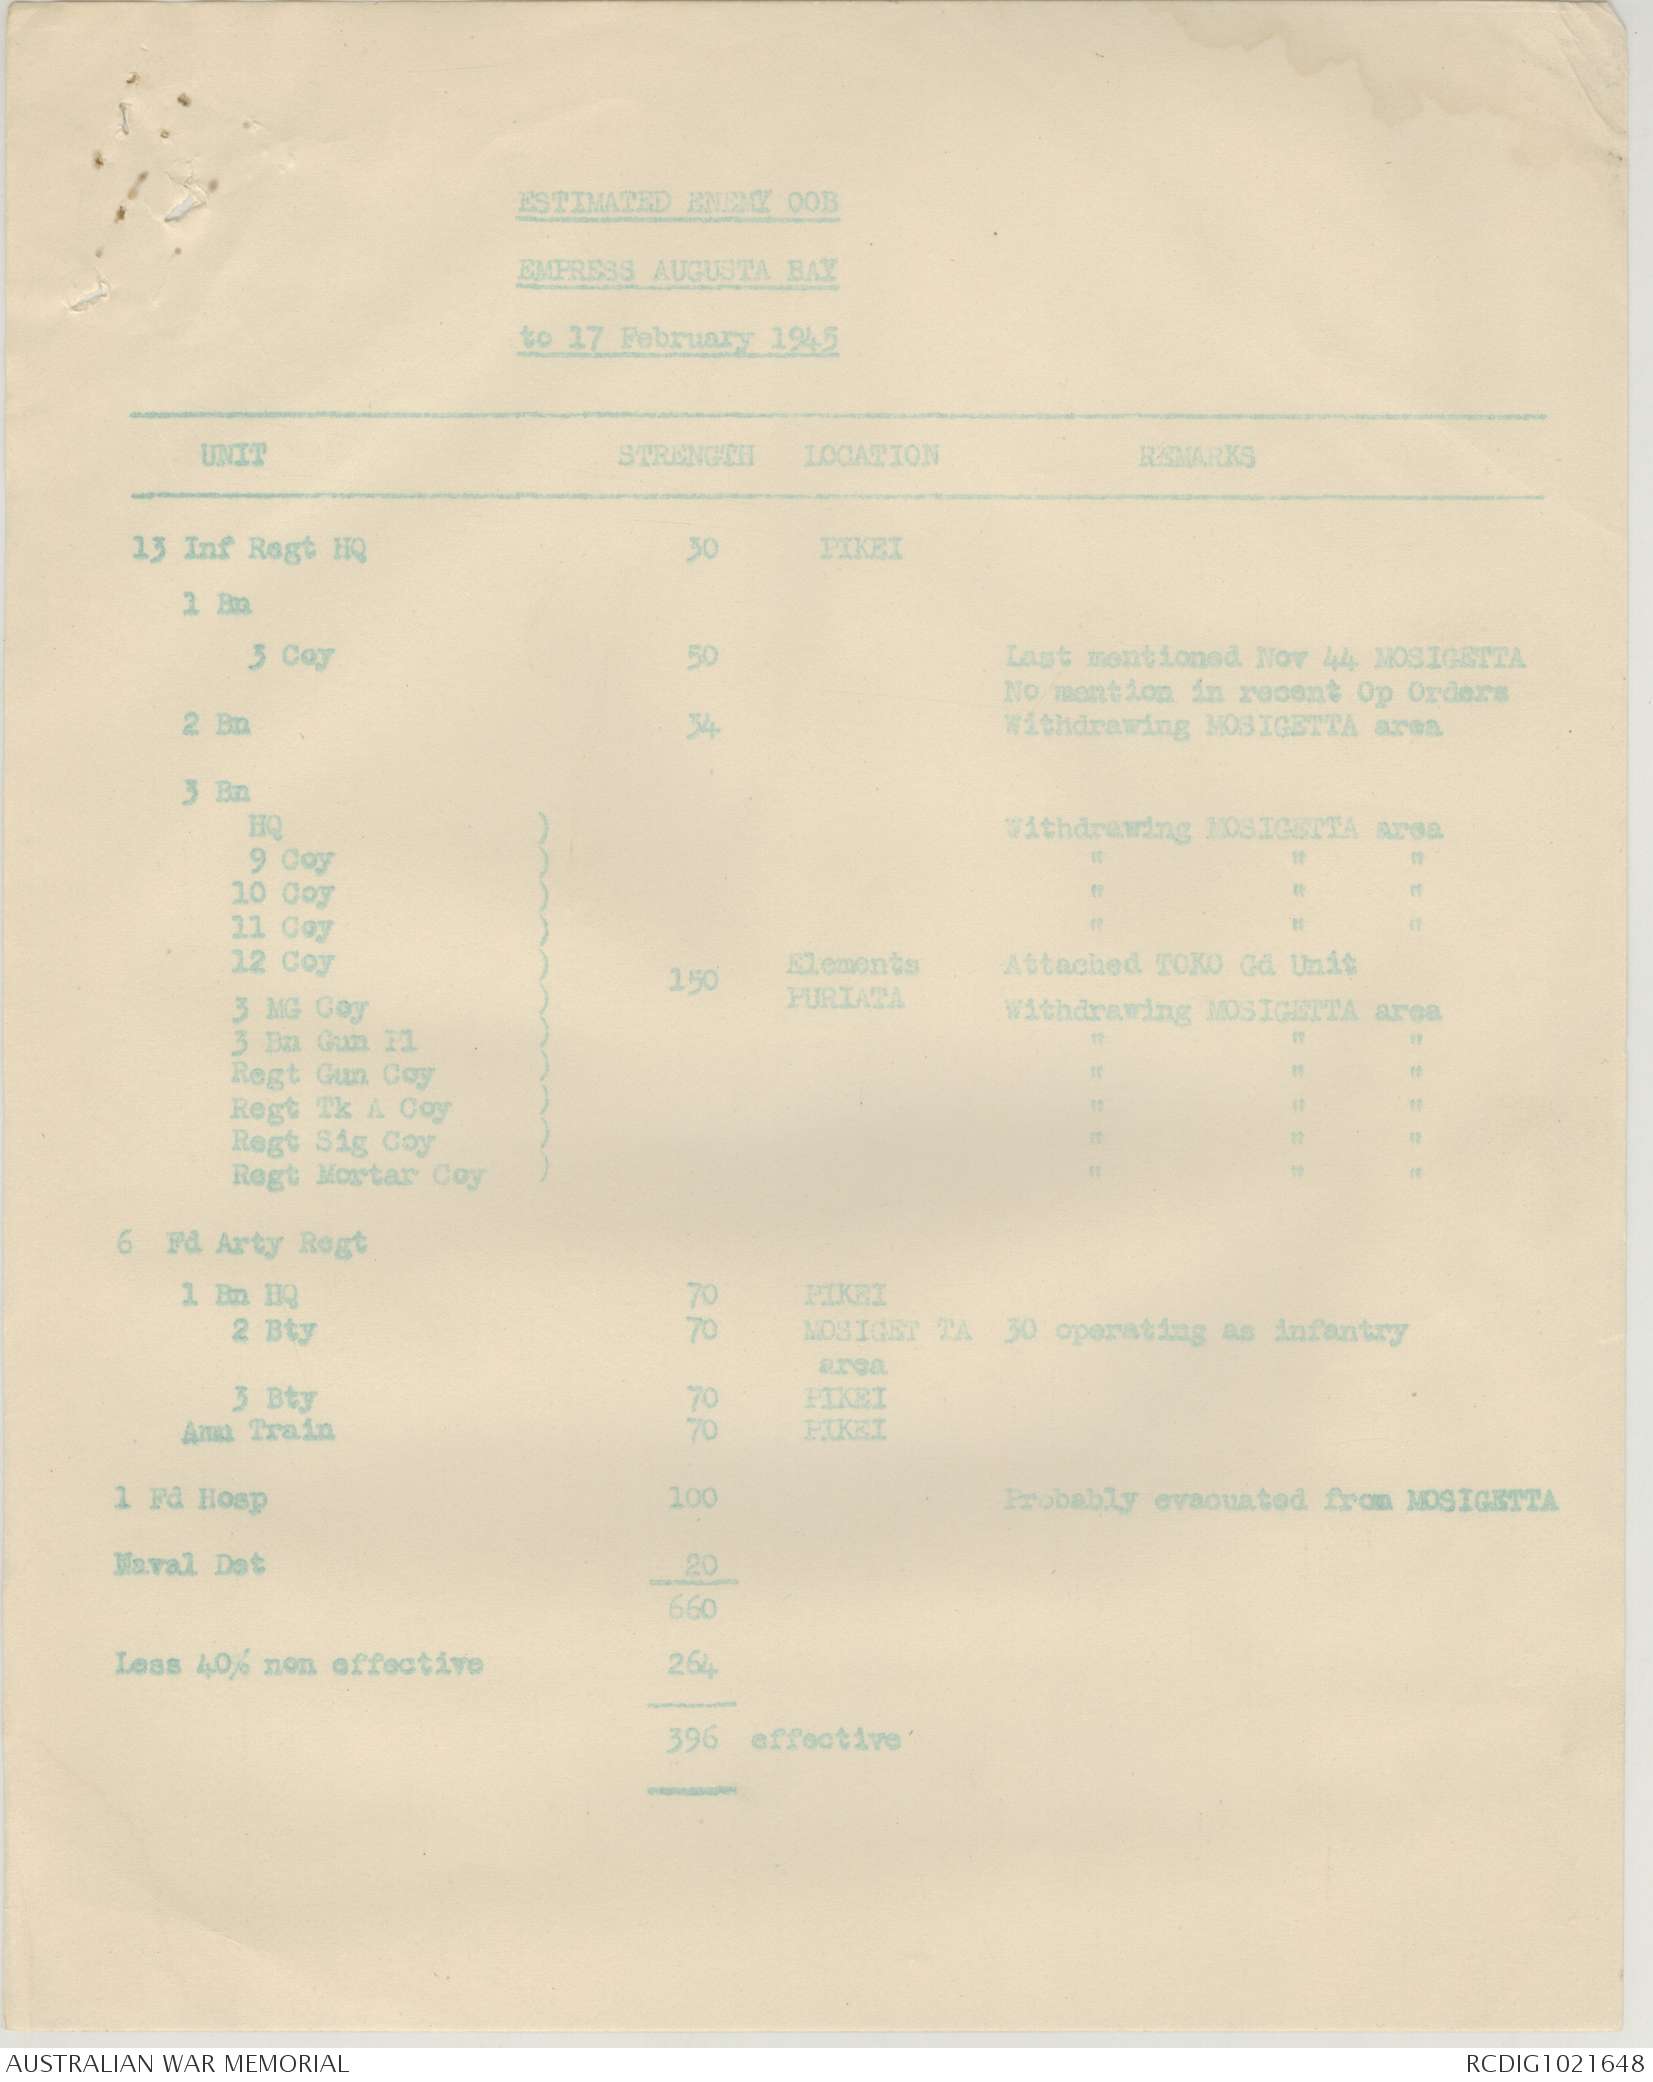 ESTIMATED ENEMY OOB
EMPRESS AUGUSTA BAY
to 17 February 1945
UNIT STRENGTH LOCATION REMARKS
13 Inf Regt HQ 30 PIKEI
1 Bn
3 Coy 50 Last mentioned Nov 44 MOSIGETTA
No mention in recent Op Orders
2 Bn 34 Withdrawing MOSIGETTA area
3 Bn
HQ ) Withdrawing MOSIGETTA area
9 Coy ) " " "
10 Coy ) " " "
11 Coy ) " " "
12 Coy ) Elements Attached TOKO Gd Unit
150
PURIATA
3 MG Coy ) Withdrawing MOSIGETTA area
3 Bn Gun Pl ) " " "
Regt Gun Coy ) " " "
Regt Tk A Coy ) " " "
Regt Sig Coy ) " " "
Regt Mortar Coy ) " " "
6 Fd Arty Regt
1 Bn HQ 70 PIKEI
2 Bty 70 MOSIGET TA 30 operating as infantry
area
3 Bty 70 PIKEI
Amm Train 70 PIKEI
1 Fd Hosp 100 Probably evacuated from MOSIGETTA
Naval Det 20
660
Less 40% non effective 264
396 effective
AUSTRALIAN WAR MEMORIAL RCDIG1021648